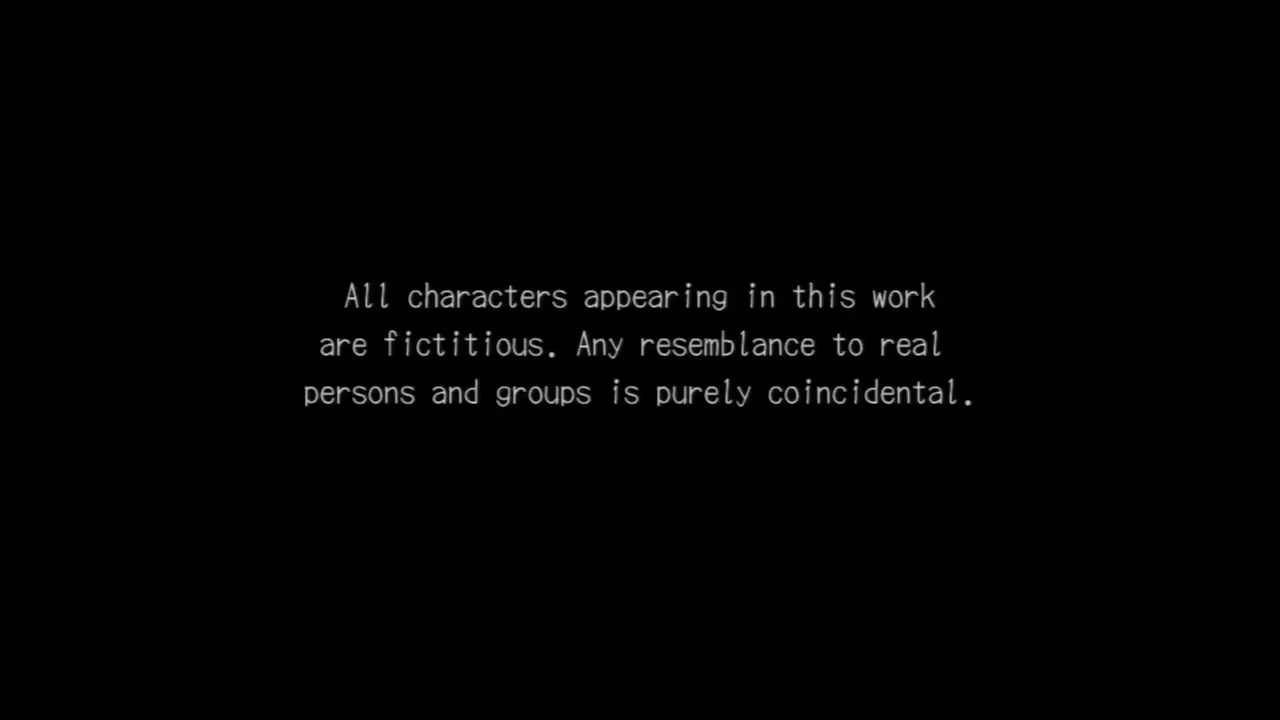 All characters appearing in this work
are fictitious. Any resemblance to real
persons and groups is purely coincidental.